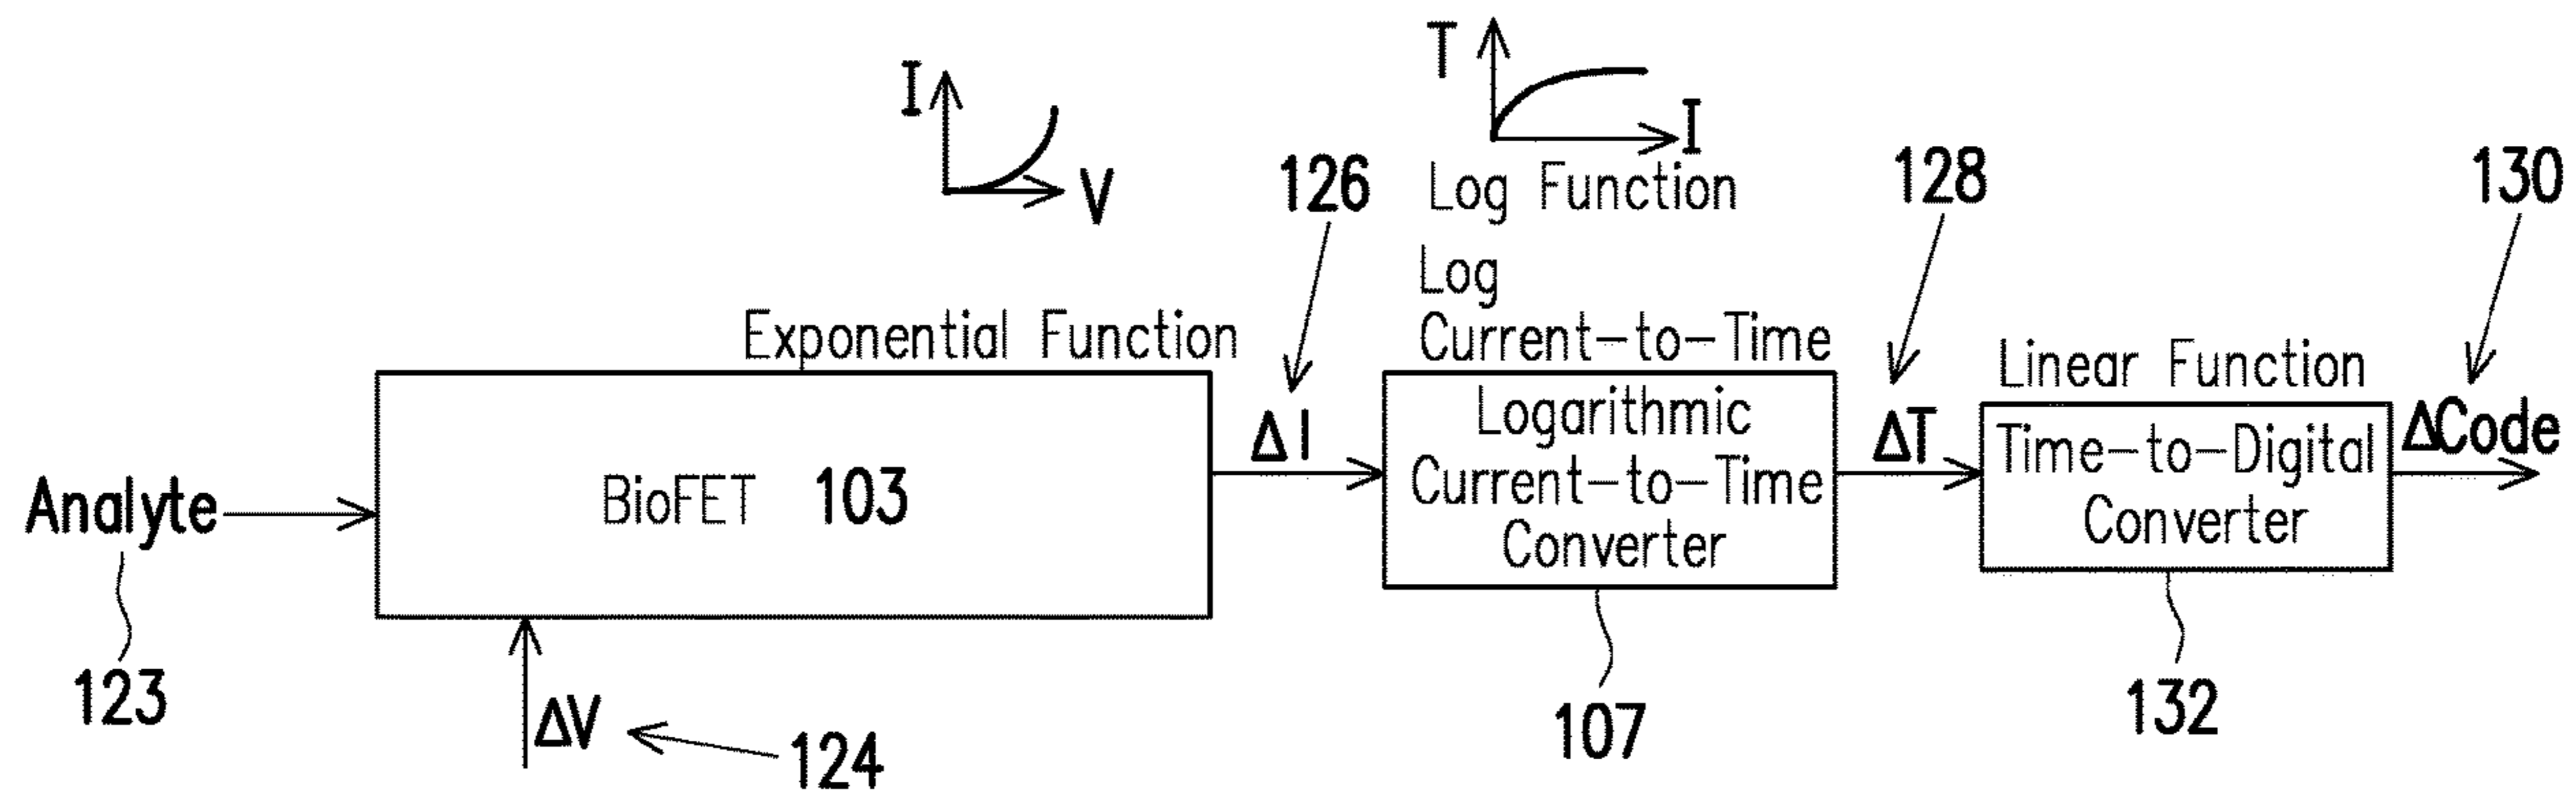 I
V
T
I
Log Function
126
128
130
Log
Current-to-Time
Exponential Function
Linear Function
Analyte
BioFET 103
ΔI
Logarithmic
Current-to-Time
Converter
ΔT
Time-to-Digital
Converter
ΔCode
123
ΔV
124
107
132